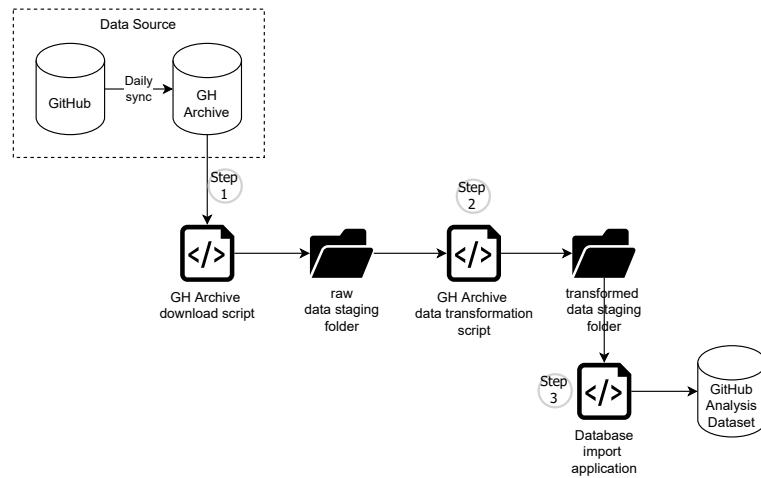 Data Source
GitHub
Daily
sync
GH
Archive
Step
1
GH Archive
download script
raw
data staging
folder
Step
2
GH Archive
data transformation
script
transformed
data staging
folder
Step
3
Database
import
application
GitHub
Analysis
Dataset